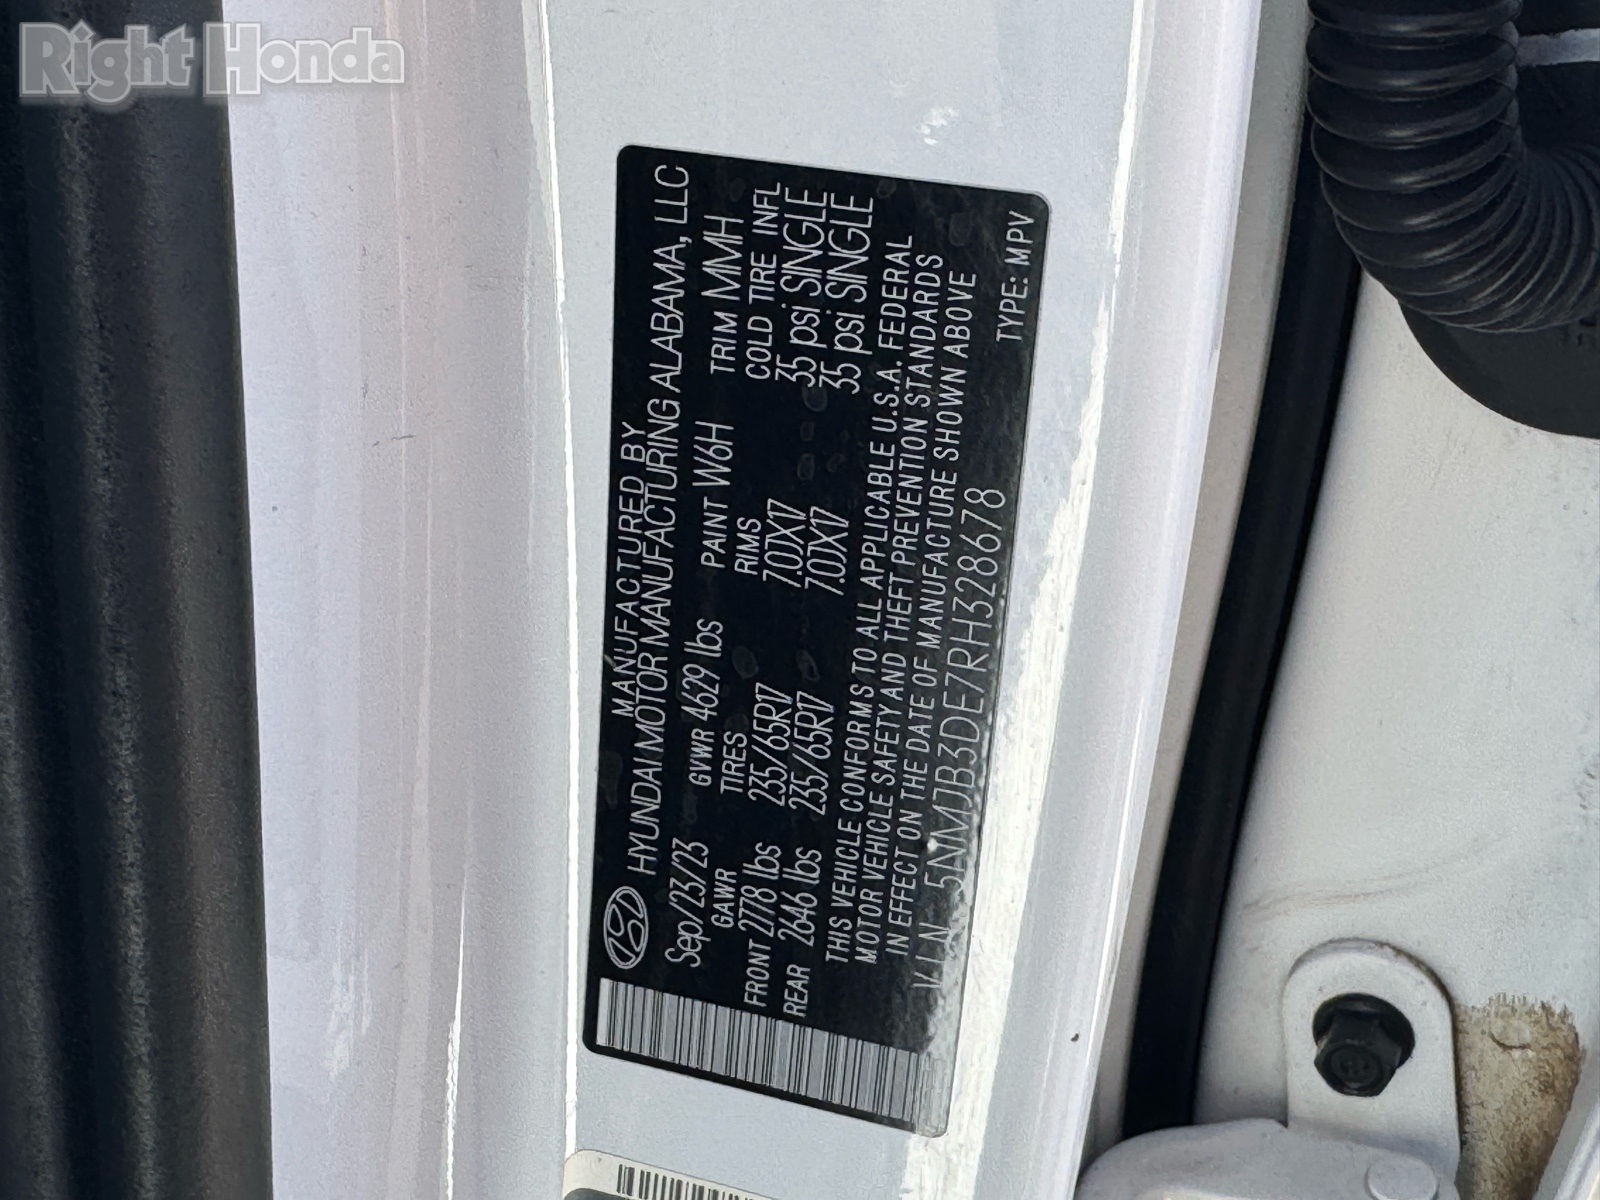 Right Honda
MANUFACTURED BY
HYUNDAI MOTOR MANUFACTURING ALABAMA, LLC
Sep/23/23 GVWR 4629 lbs PAINT W6H TRIM MMH
GAWR TIRES RIMS COLD TIRE INFL
FRONT 2778 lbs 235/65R17 7.0JX17 35 psi SINGLE
REAR 2646 lbs 235/65R17 7.0JX17 35 psi SINGLE
THIS VEHICLE CONFORMS TO ALL APPLICABLE U.S.A. FEDERAL
MOTOR VEHICLE SAFETY AND THEFT PREVENTION STANDARDS
IN EFFECT ON THE DATE OF MANUFACTURE SHOWN ABOVE
VIN 5NMJB3DE7RH328678 TYPE: MPV